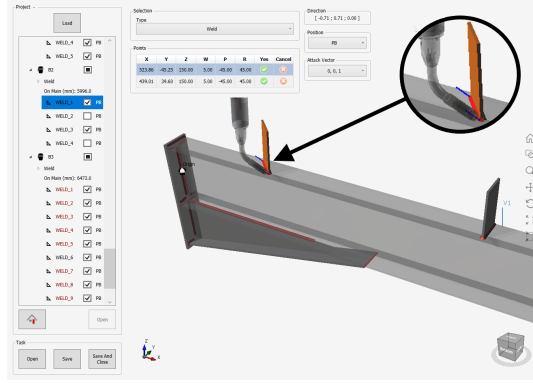 Project
Load
WELD_4 PB
WELD_5 PB
B2
Weld
On Main (mm): 5996.0
WELD_1 PB
WELD_2 PB
WELD_3 PB
WELD_4 PB
B3
Weld
On Main (mm): 6473.0
WELD_1 PB
WELD_2 PB
WELD_3 PB
WELD_4 PB
WELD_5 PB
WELD_6 PB
WELD_7 PB
WELD_8 PB
WELD_9 PB
Open
Task
Open Save Save And Close
Selection
Type
Weld
Points
X Y Z W P R Yes Cancel
523.86 -45.23 150.00 5.00 -45.00 45.00
439.01 39.63 150.00 5.00 -45.00 45.00
Direction
[ -0.71 ; 0.71 ; 0.00 ]
Position
PB
Attack Vector
0, 0, 1
V1
Z
Y
X